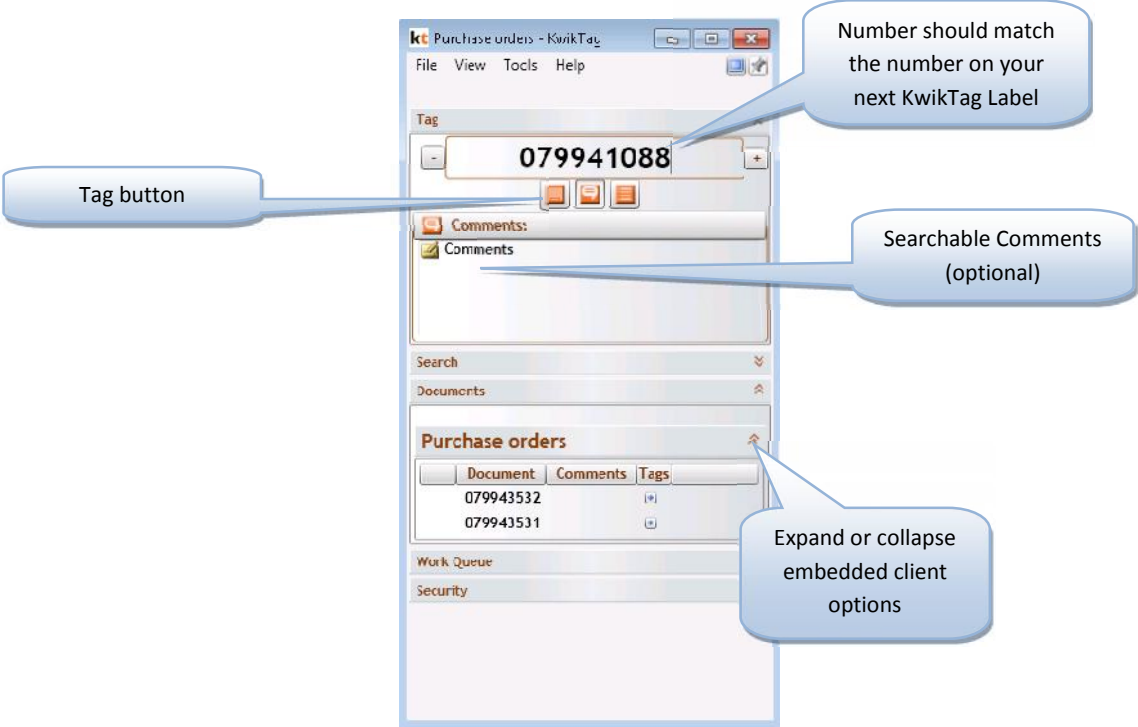 kt Purchase orders - KwikTag
File View Tools Help
Number should match
the number on your
next KwikTag Label
Tag
- 079941088 +
Tag button
Comments:
Comments
Searchable Comments
(optional)
Search
Documents
Purchase orders
Document Comments Tags
079943532
079943531
Expand or collapse
embedded client
options
Work Queue
Security